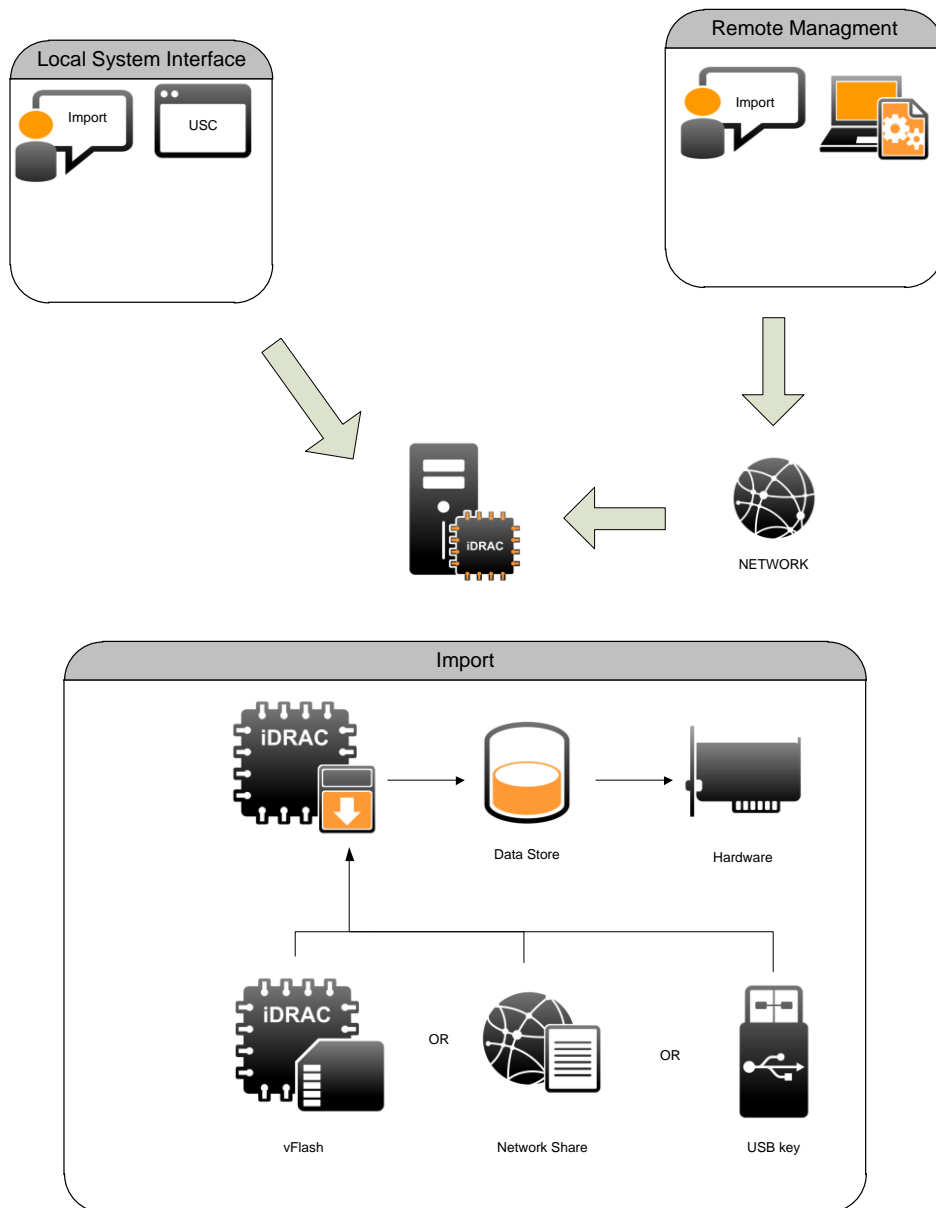 Local System Interface
Import
USC
Remote Managment
Import
iDRAC
NETWORK
Import
iDRAC
Data Store
Hardware
iDRAC
OR
OR
vFlash
Network Share
USB key